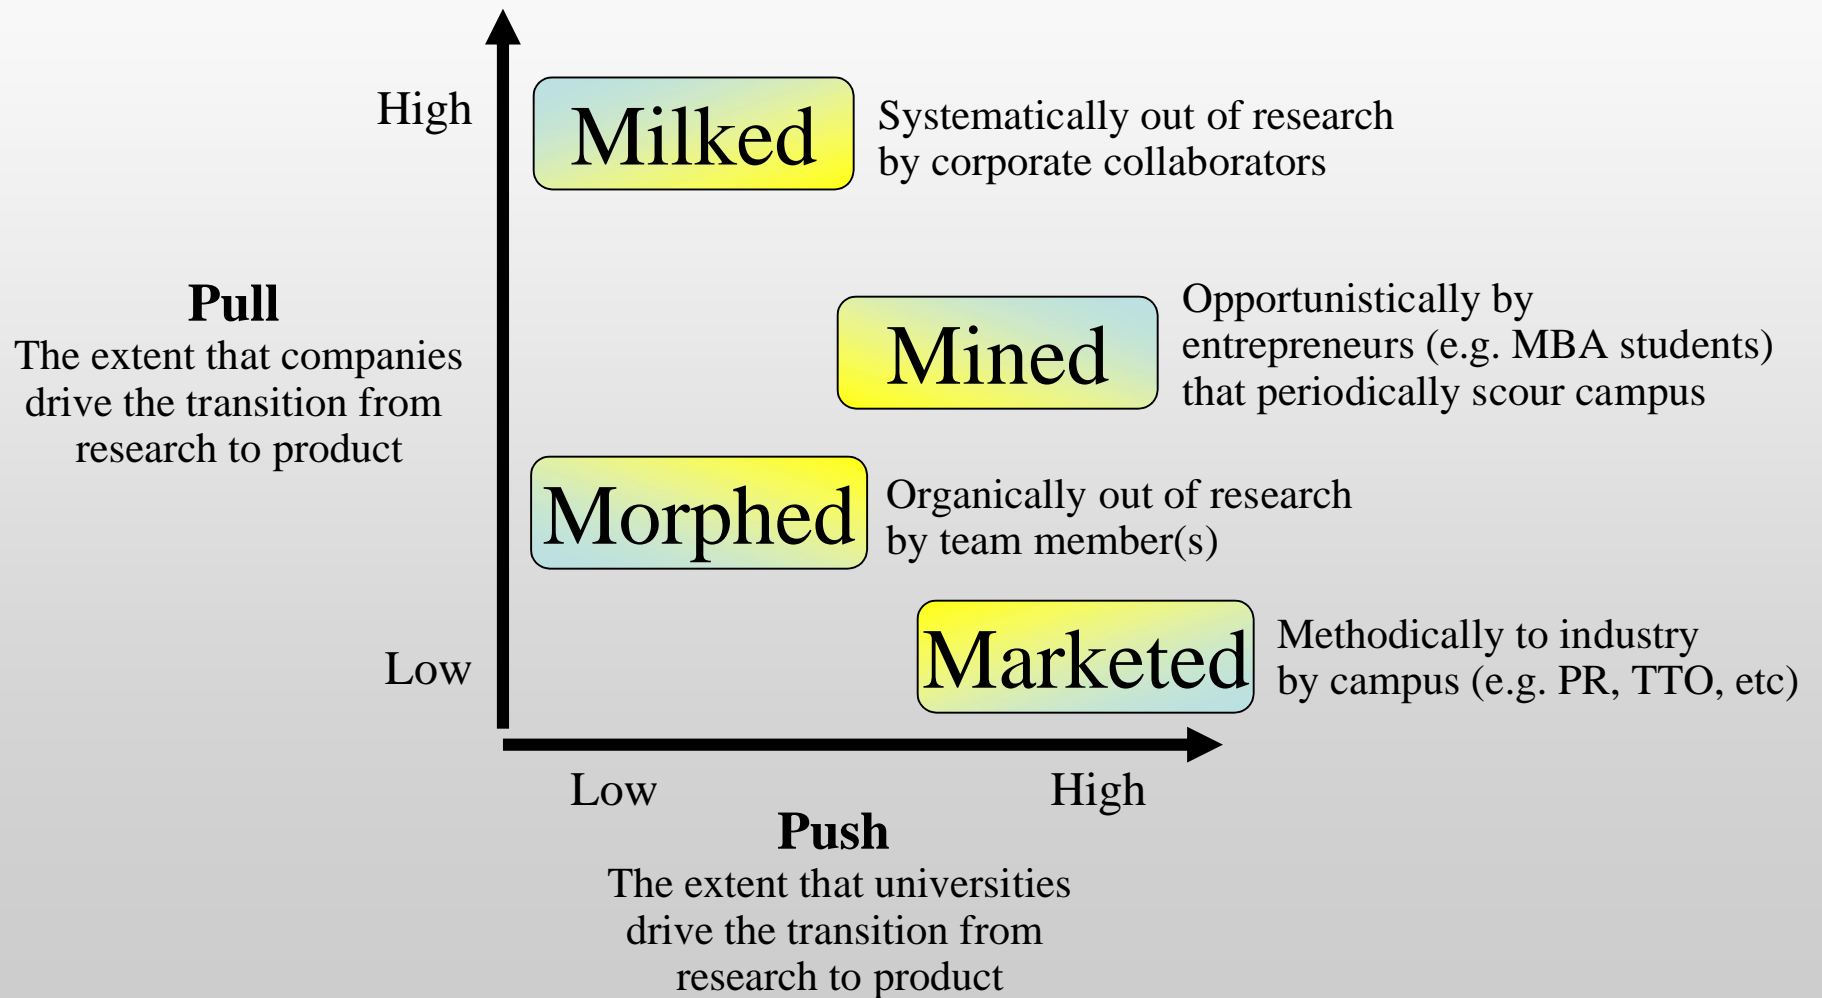 High
Milked
Systematically out of research
by corporate collaborators
Pull
The extent that companies
drive the transition from
research to product
Mined
Opportunistically by
entrepreneurs (e.g. MBA students)
that periodically scour campus
Morphed
Organically out of research
by team member(s)
Low
Marketed
Methodically to industry
by campus (e.g. PR, TTO, etc)
Low
High
Push
The extent that universities
drive the transition from
research to product